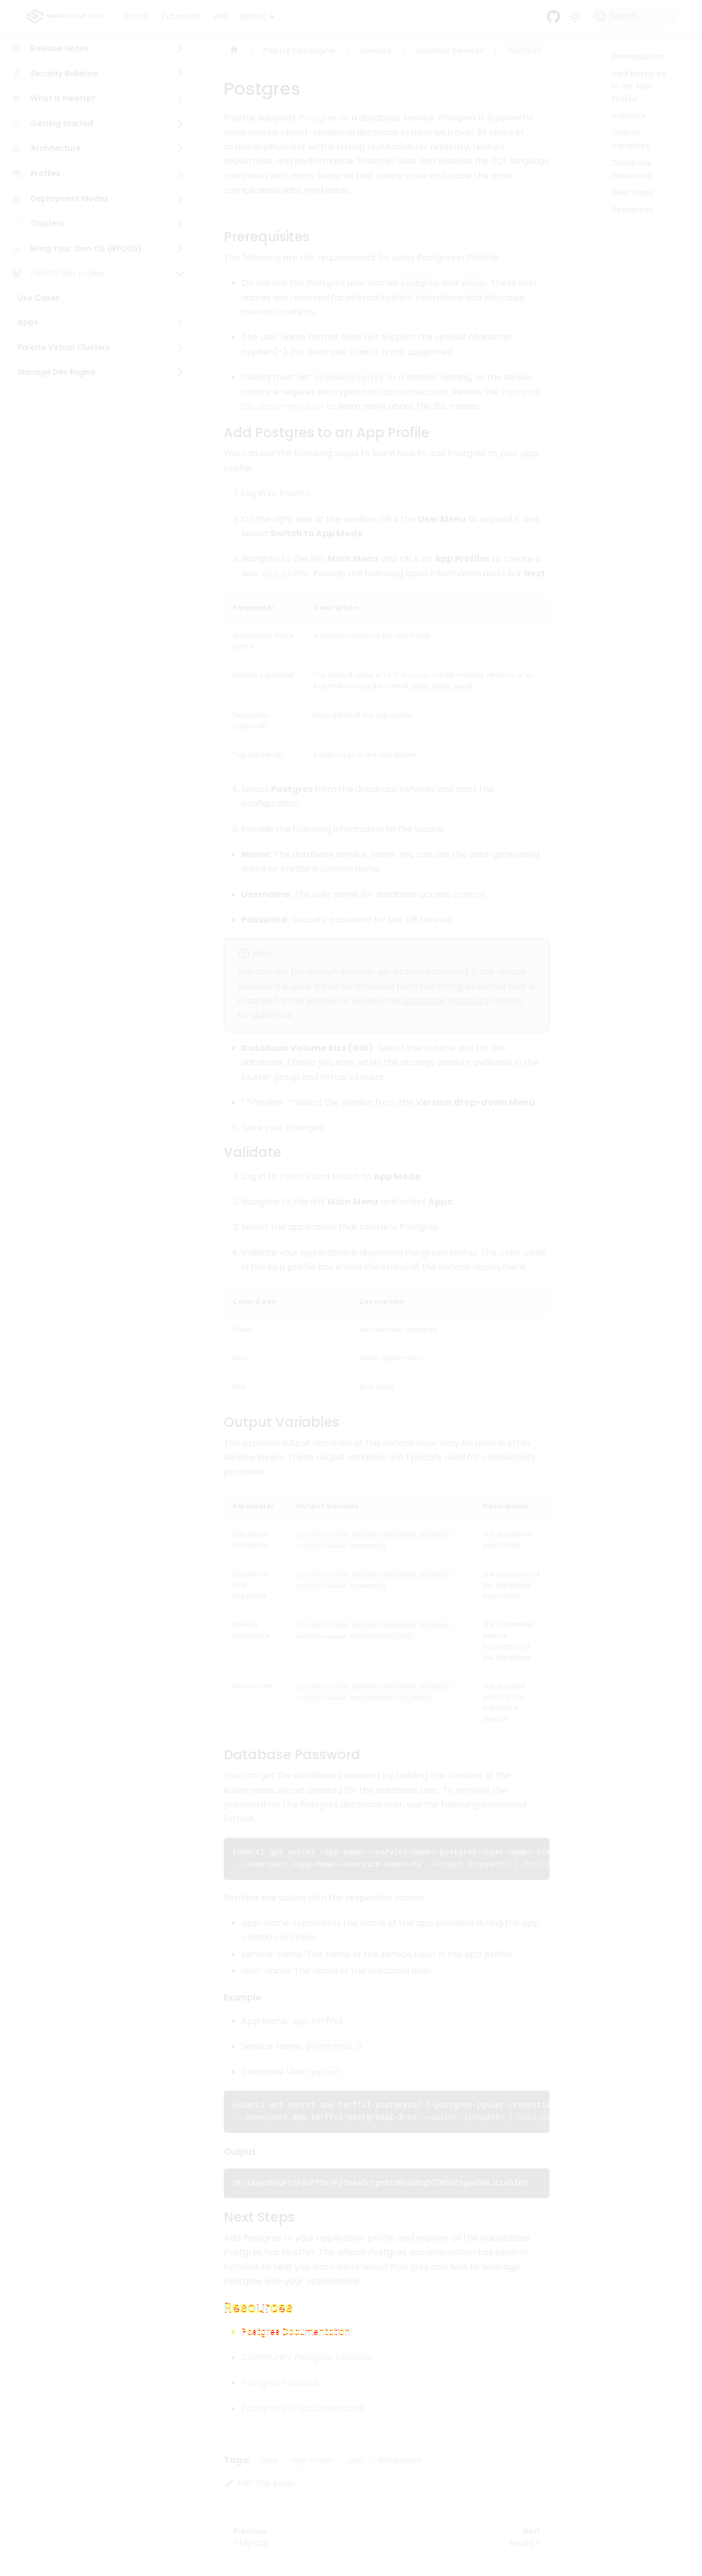 Docs Tutorials API latest
Search
Release Notes
Security Bulletins
What is Palette?
Getting Started
Architecture
Profiles
Deployment Modes
Clusters
Bring Your Own OS (BYOOS)
Palette Dev Engine
Use Cases
Apps
Palette Virtual Clusters
Manage Dev Engine
Palette Dev Engine Services Available Services Postgres
Postgres
Palette supports Postgres as a database service. Postgres is a powerful
open source object-relational database system with over 35 years of
active deployment with a strong reputation for reliability, feature
robustness, and performance. Postgres uses and extends the SQL language
combined with many features that safely store and scale the most
complicated data workloads.
Prerequisites
The following are the requirements for using Postgres in Palette:
Do not use the Postgres user names postgres and admin. These user
names are reserved for internal system operations and will cause
internal conflicts.
The user name format does not support the special character
hyphen(-). For example, name-1 is not supported.
Clients must set sslMode=require or a stricter setting, as the server
instance requires encryption for all connections. Review the Postgres
SSL documentation to learn more about the SSL modes.
Add Postgres to an App Profile
You can use the following steps to learn how to add Postgres to your app
profile.
1. Log in to Palette.
2. On the right side of the window, click the User Menu to expand it and
select Switch to App Mode.
3. Navigate to the left Main Menu and click on App Profiles to create a
new app profile. Provide the following basic information and click Next.
Parameter Description
Application Profile
Name A custom name for the App Profile.
Version (optional) The default value is 1.0.0. You can create multiple versions of an
App Profile using the format major.minor.patch.
Description
(optional) Description of the app profile.
Tag (optional) Assign tags to the app profile.
4. Select Postgres from the database services and start the
configuration.
5. Provide the following information to the wizard:
Name: The database service name. You can use the auto-generated
name or create a custom name.
Username: The user name for database access control.
Password: Security password for the DB service.
INFO
You can use the default system-generated password. If the default
password is used, it can be retrieved from the Postgres secret that is
created for the password. Review the Database Password section
for guidance.
Database Volume Size (GiB): Select the volume size for the
database. Ensure you stay within the storage amount available in the
cluster group and virtual clusters.
**Version: **Select the version from the Version drop-down Menu.
6. Save your changes.
Validate
1. Log in to Palette and switch to App Mode.
2. Navigate to the left Main Menu and select Apps.
3. Select the application that contains Postgres.
4. Validate your application is displaying the green status. The color code
in the app profile box shows the status of the service deployment.
Color Code Description
Green Successfully Deployed
Blue Under Deployment
Red Error State
Output Variables
The exposed output variables of this service layer may be used in other
service layers. These output variables are typically used for connectivity
purposes:
Parameter Output Variable Description
Database
Username The database
user name.
Database
User
Password The password of
the database
user name.
Service
Hostname The Kubernetes
service
hostname for
the database.
Service Port The exposed
ports for the
database
service.
Database Password
You can get the database password by reading the content of the
Kubernetes secret created for the database user. To retrieve the
password for the Postgres database user, use the following command
format.
kubectl get secret <app-name>-<service-name>-postgres-<user-name>-cre
--namespace <app-name>-<service-name>-ns --output jsonpath='{.data.
Replace the values with the respective names.
app-name: represents the name of the app provided during the app
creation process.
service-name: The name of the service layer in the app profile.
user-name: The name of the database user.
Example
App Name: app-tarfful
Service Name: postgresql-3
Database User: pguser
kubectl get secret app-tarfful-postgresql-3-postgres-pguser-credentia
--namespace app-tarfful-postgresql-3-ns --output jsonpath='{.data.
Output
Next Steps
Add Postgres to your application profile and explore all the capabilities
Postgres has to offer. The official Postgres documentation has several
tutorials to help you learn more about Postgres and how to leverage
Postgres with your applications.
Resources
Postgres Documentation
Community Postgres Tutorials
Postgres Tutorials
Postgres SSL documentation
Tags:
Edit this page
Previous
« MySQL
Next
Redis »
Prerequisites
Add Postgres
to an App
Profile
Validate
Output
Variables
Database
Password
Next Steps
Resources